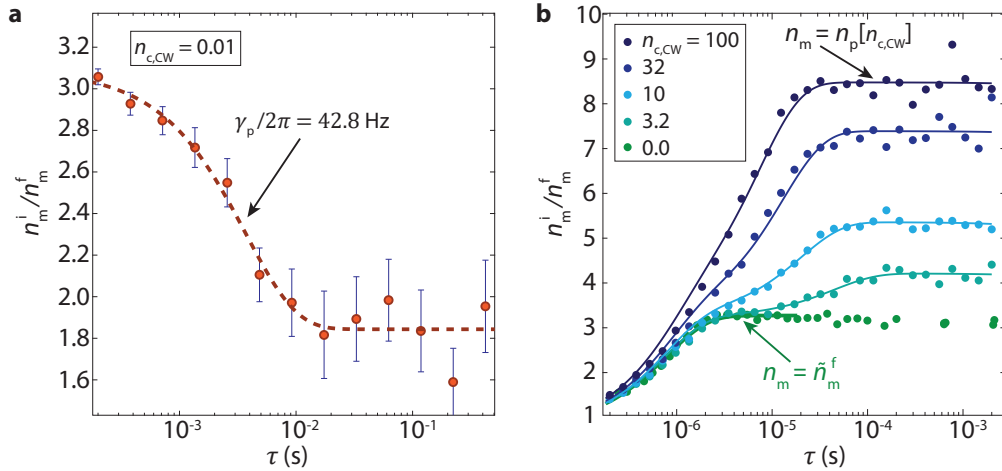 a
n_c,CW = 0.01
γ_p/2π = 42.8 Hz
n_m^i/n_m^f
3.2
3.0
2.8
2.6
2.4
2.2
2.0
1.8
1.6
10^-3
10^-2
10^-1
τ (s)
b
n_c,CW = 100
32
10
3.2
0.0
n_m = n_p[n_c,CW]
n_m = ñ_m^f
n_m^i/n_m^f
10
9
8
7
6
5
4
3
2
1
10^-6
10^-5
10^-4
10^-3
τ (s)